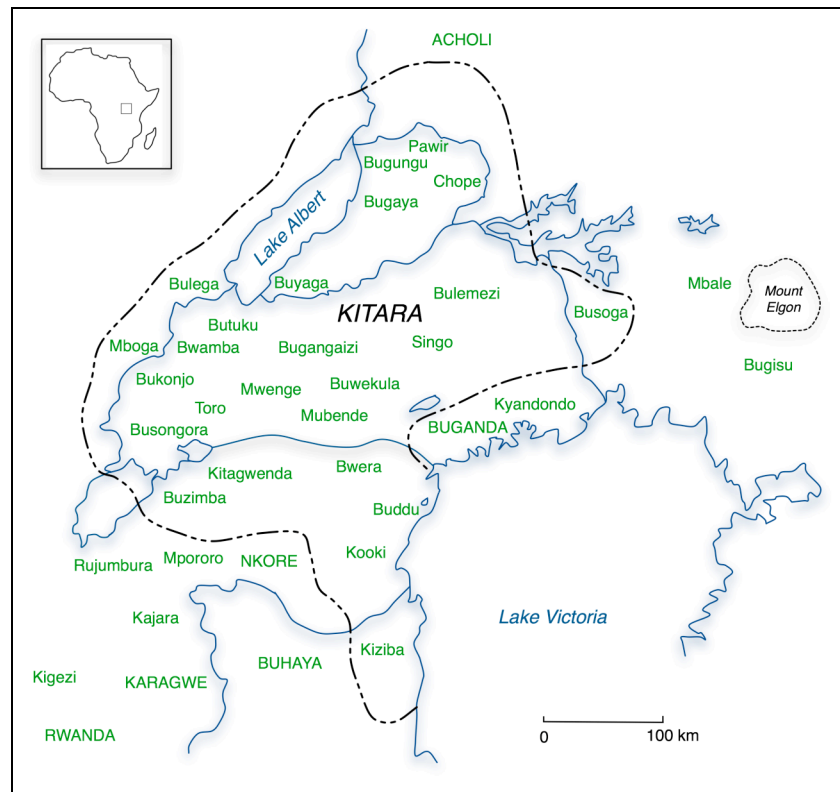 ACHOLI
Pawir
Bugungu
Chope
Bugaya
Lake Albert
Bulega
Buyaga
Bulemezi
Mbale
Mount
Elgon
KITARA
Busoga
Butuku
Mboga
Bwamba
Bugangaizi
Singo
Bugisu
Bukonjo
Mwenge
Buwekula
Toro
Mubende
Kyandondo
Busongora
BUGANDA
Kitagwenda
Bwera
Buzimba
Buddu
Rujumbura
Mpororo
NKORE
Kooki
Kajara
Lake Victoria
Kiziba
BUHAYA
Kigezi
KARAGWE
RWANDA
0
100 km